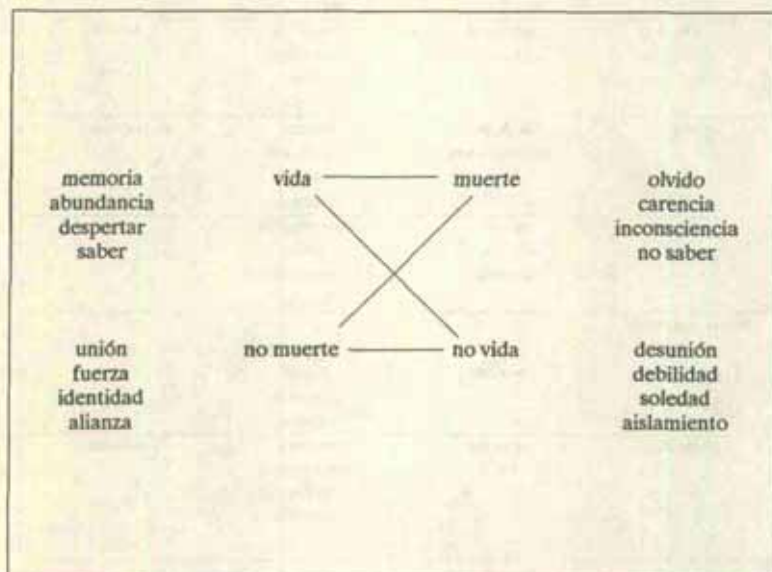 memoria
abundancia
despertar
saber
vida
muerte
olvido
carencia
inconsciencia
no saber
unión
fuerza
identidad
alianza
no muerte
no vida
desunión
debilidad
soledad
aislamiento